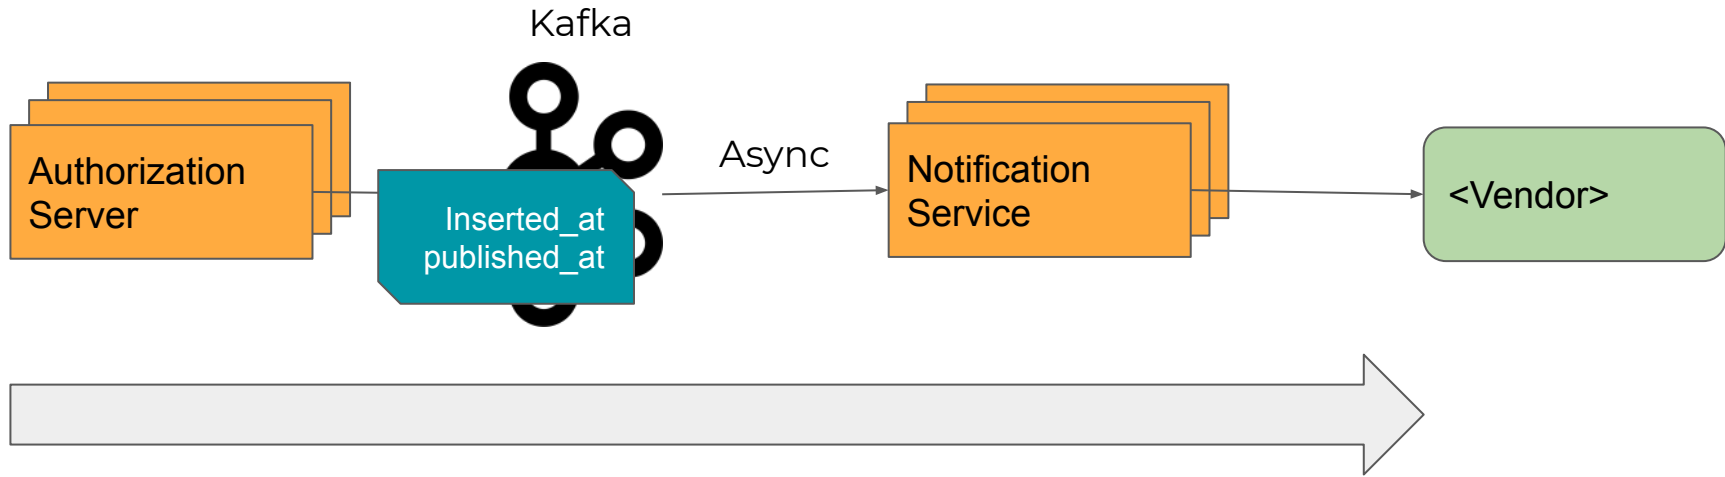 Kafka
Authorization
Server
Inserted_at
published_at
Async
Notification
Service
<Vendor>